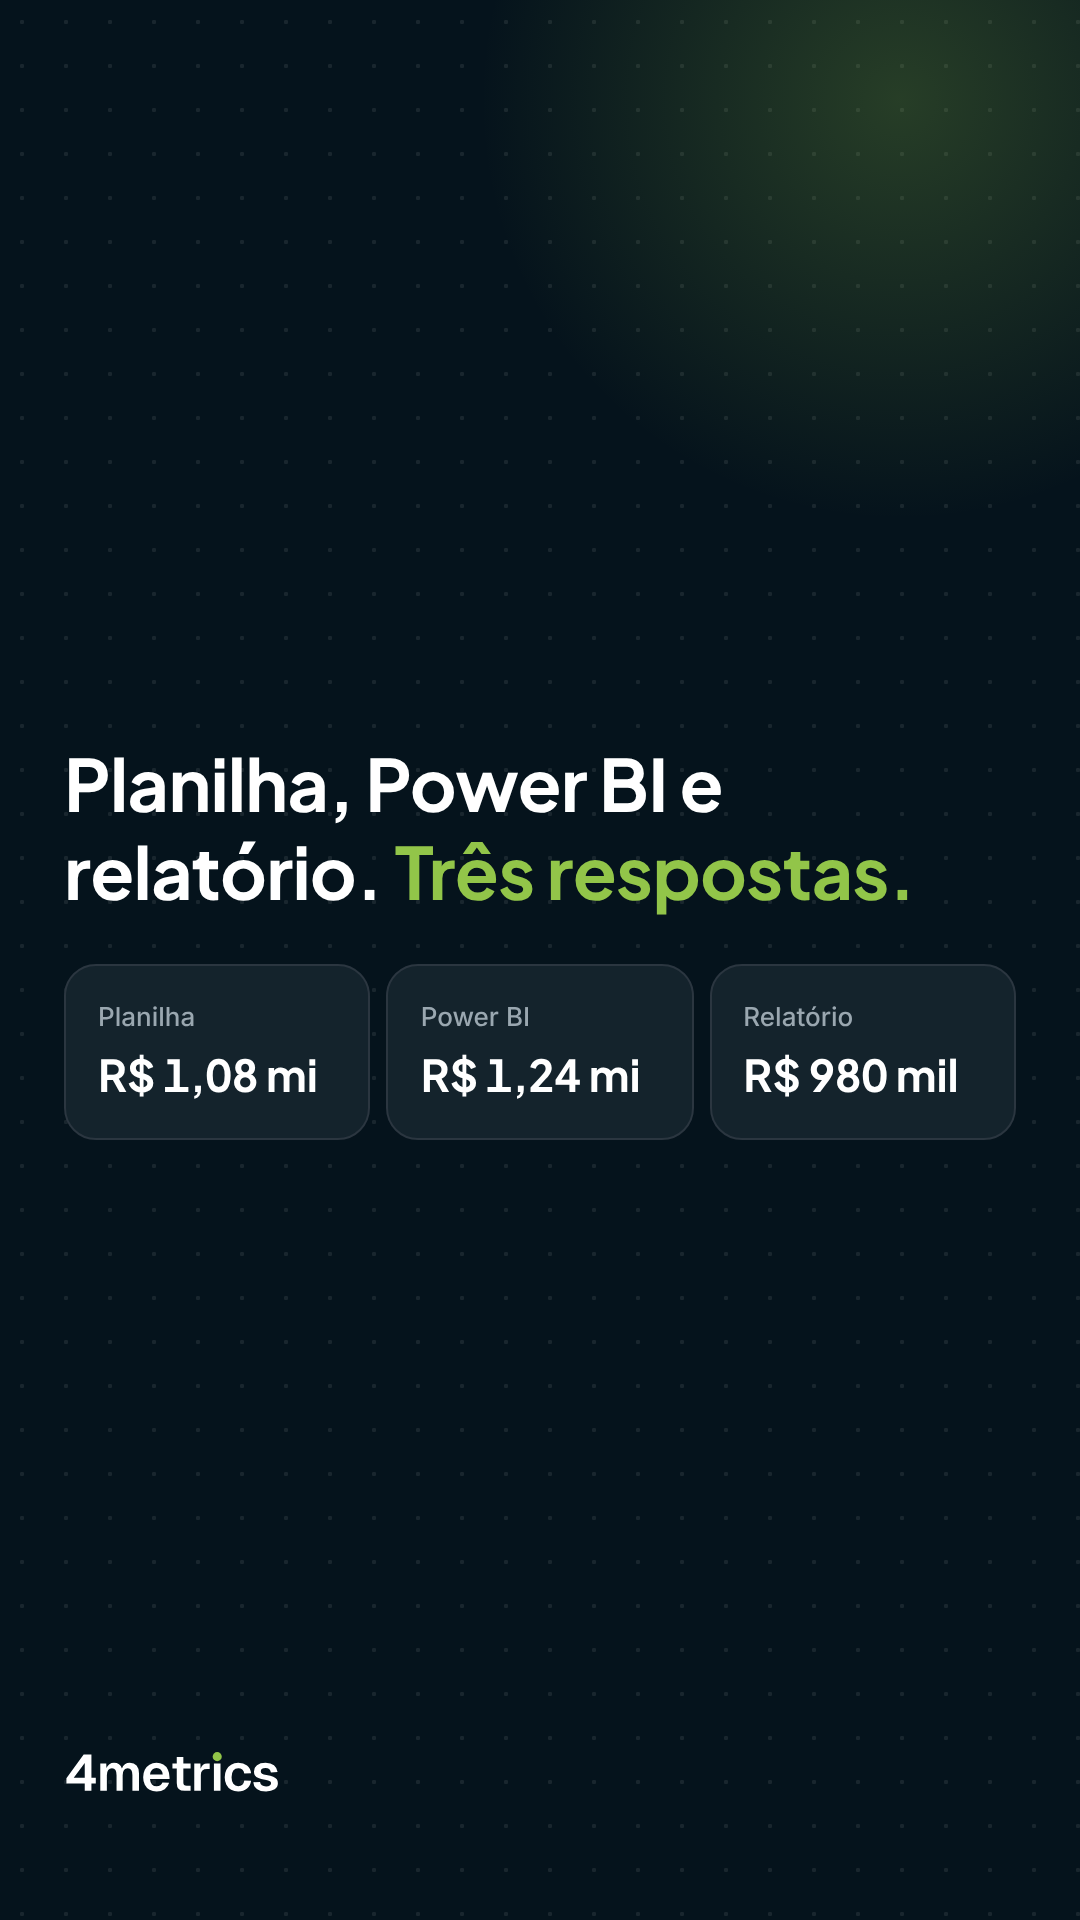 Planilha, Power BI e
relatório. Três respostas.
Planilha
R$ 1,08 mi
Power BI
R$ 1,24 mi
Relatório
R$ 980 mil
4metrics